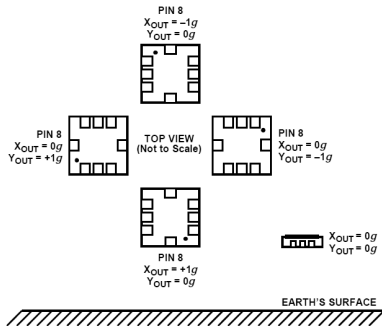 PIN 8
XOUT = –1g
YOUT = 0g
PIN 8
XOUT = 0g
YOUT = +1g
TOP VIEW
(Not to Scale)
PIN 8
XOUT = 0g
YOUT = –1g
PIN 8
XOUT = +1g
YOUT = 0g
XOUT = 0g
YOUT = 0g
EARTH'S SURFACE